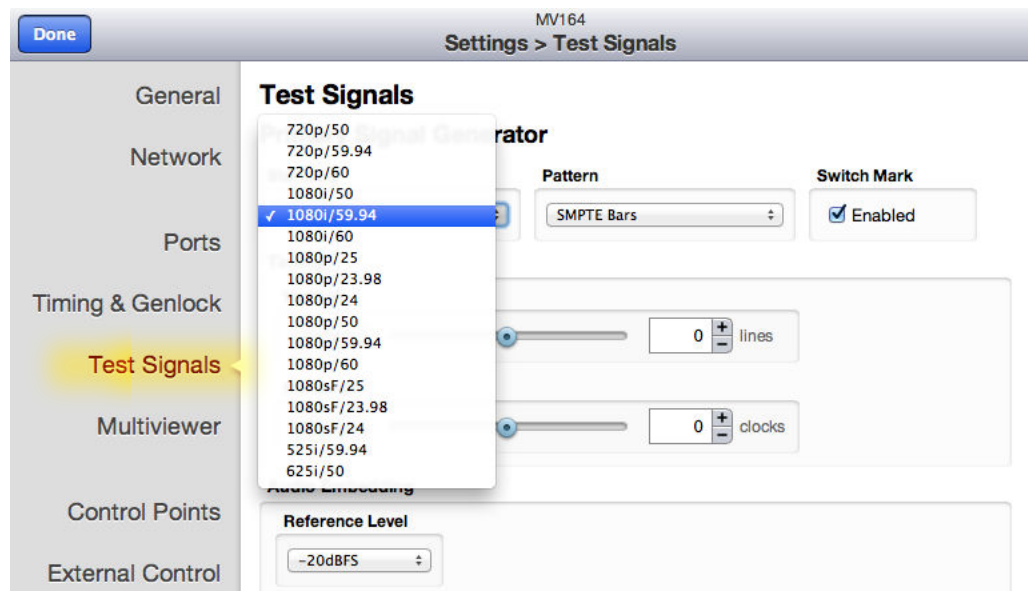 Done
MV164
Settings > Test Signals
General
Network
Ports
Timing & Genlock
Test Signals
Multiviewer
Control Points
External Control
Test Signals
Signal Generator
720p/50
720p/59.94
720p/60
1080i/50
✓ 1080i/59.94
1080i/60
1080p/25
1080p/23.98
1080p/24
1080p/50
1080p/59.94
1080p/60
1080sF/25
1080sF/23.98
1080sF/24
525i/59.94
625i/50
Pattern
SMPTE Bars
Switch Mark
Enabled
0 lines
0 clocks
Audio Embedding
Reference Level
-20dBFS